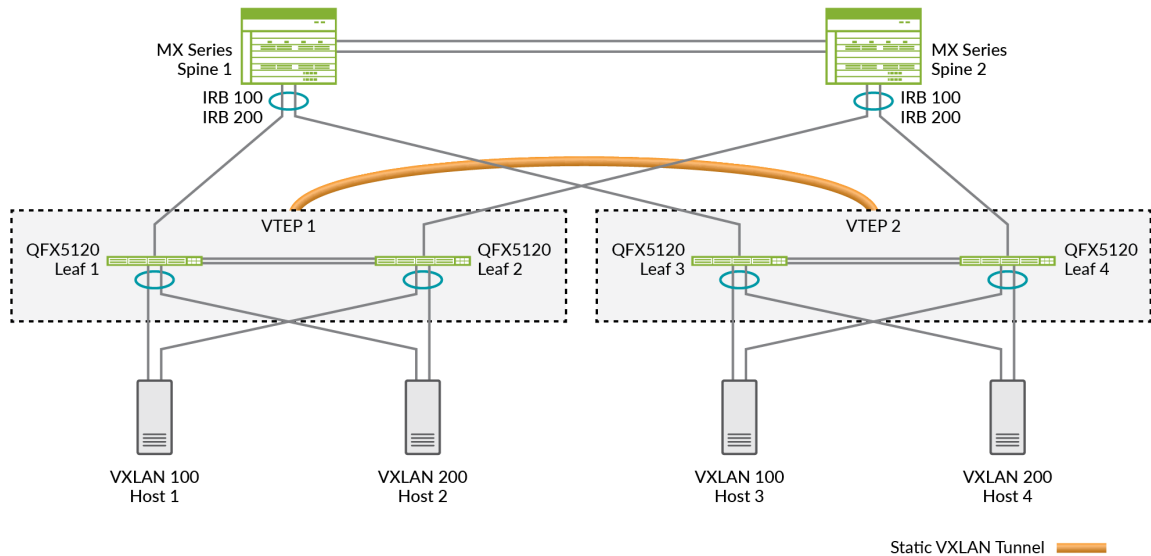 MX Series
Spine 1
MX Series
Spine 2
IRB 100
IRB 200
IRB 100
IRB 200
VTEP 1
VTEP 2
QFX5120
Leaf 1
QFX5120
Leaf 2
QFX5120
Leaf 3
QFX5120
Leaf 4
VXLAN 100
Host 1
VXLAN 200
Host 2
VXLAN 100
Host 3
VXLAN 200
Host 4
Static VXLAN Tunnel